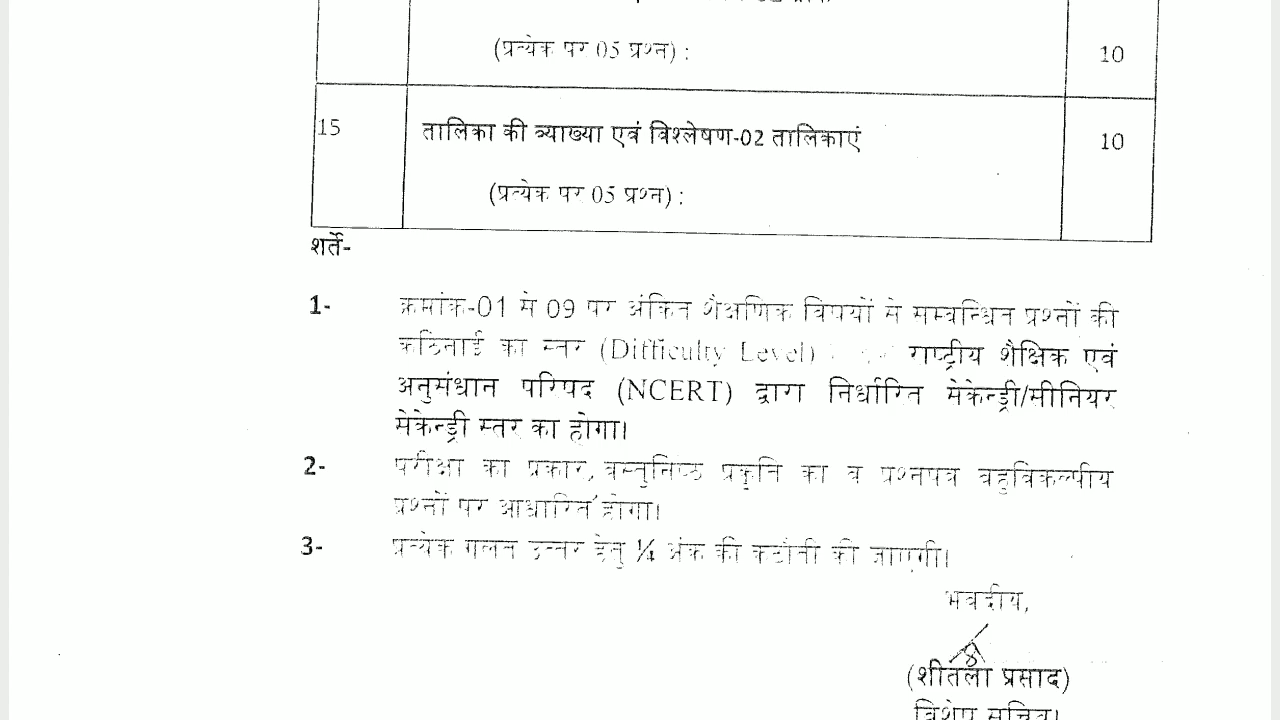 (प्रत्येक पर 05 प्रश्न) :
10
15
तालिका की व्याख्या एवं विश्लेषण-02 तालिकाएं
10
(प्रत्येक पर 05 प्रश्न) :
शर्ते-
1- क्रमांक-01 से 09 पर अंकित शैक्षणिक विषयों से सम्बन्धित प्रश्नों की
कठिनाई का स्तर (Difficulty Level) राष्ट्रीय शैक्षिक एवं
अनुसंधान परिषद (NCERT) द्वारा निर्धारित सेकेन्ड्री/सीनियर
सेकेन्ड्री स्तर का होगा।
2- परीक्षा का प्रकार, वस्तुनिष्ठ प्रकृति का व प्रश्नपत्र बहुविकल्पीय
प्रश्नों पर आधारित होगा।
3- प्रत्येक गलत उत्तर हेतु ¼ अंक की कटौती की जाएगी।
भवदीय,
(शीतला प्रसाद)
विशेष सचिव।